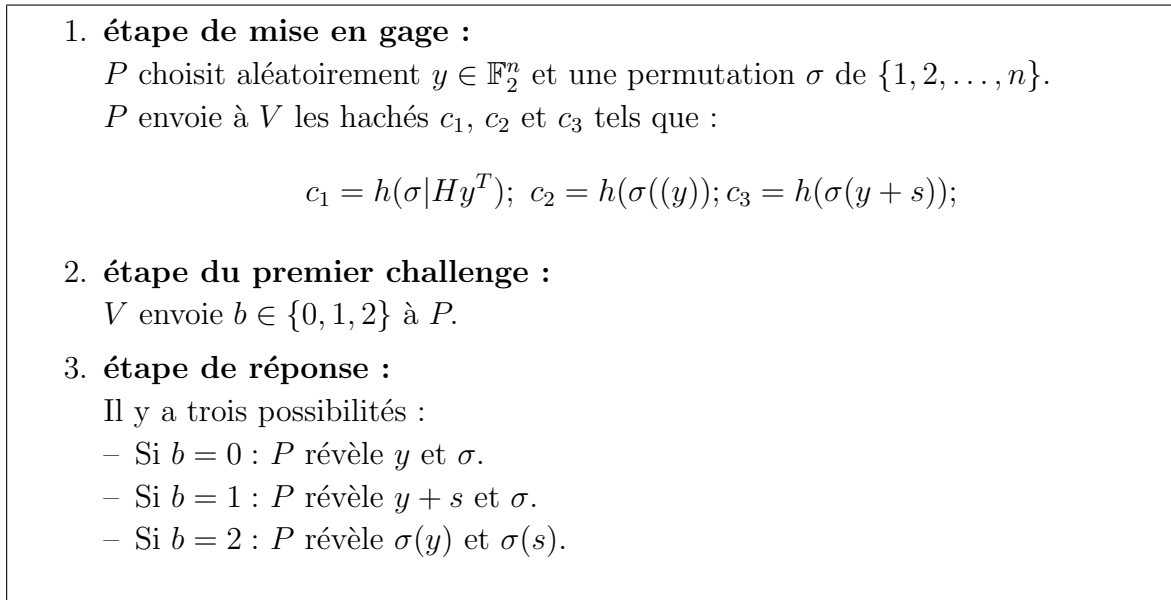 1. étape de mise en gage :
P choisit aléatoirement y ∈ 𝔽₂ⁿ et une permutation σ de {1, 2, . . . , n}.
P envoie à V les hachés c₁, c₂ et c₃ tels que :
c₁ = h(σ|Hyᵀ); c₂ = h(σ((y)); c₃ = h(σ(y + s));
2. étape du premier challenge :
V envoie b ∈ {0, 1, 2} à P.
3. étape de réponse :
Il y a trois possibilités :
– Si b = 0 : P révèle y et σ.
– Si b = 1 : P révèle y + s et σ.
– Si b = 2 : P révèle σ(y) et σ(s).